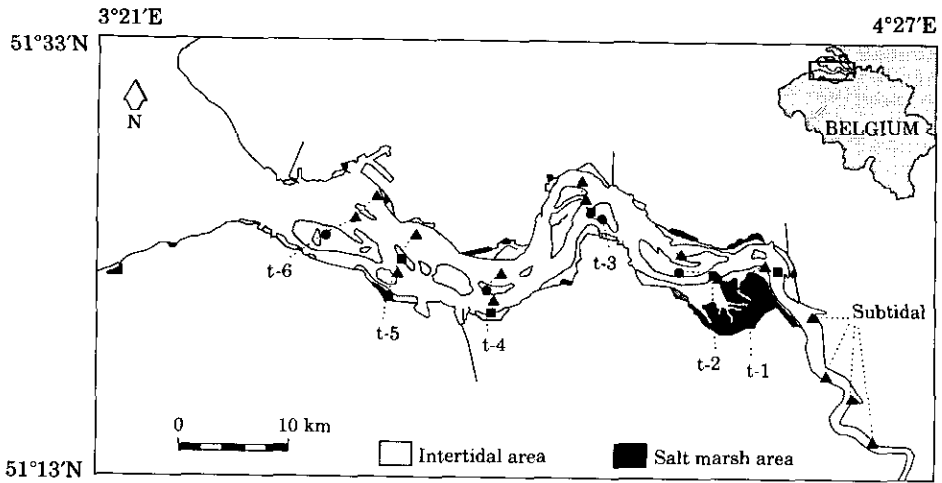 3°21′E
4°27′E
51°33′N
N
BELGIUM
t-6
t-3
t-5
t-4
t-2
t-1
Subtidal
0 10 km
Intertidal area
Salt marsh area
51°13′N